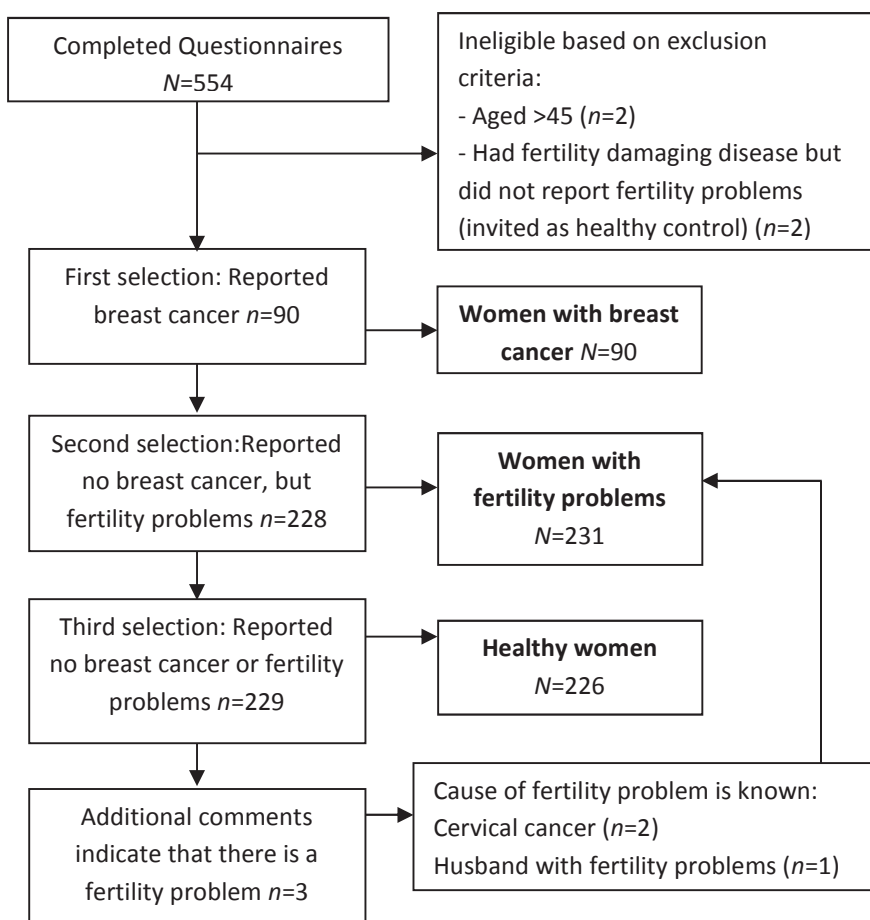 Completed Questionnaires
N=554
Ineligible based on exclusion
criteria:
- Aged >45 (n=2)
- Had fertility damaging disease but
did not report fertility problems
(invited as healthy control) (n=2)
First selection: Reported
breast cancer n=90
Women with breast
cancer N=90
Second selection:Reported
no breast cancer, but
fertility problems n=228
Women with
fertility problems
N=231
Third selection: Reported
no breast cancer or fertility
problems n=229
Healthy women
N=226
Additional comments
indicate that there is a
fertility problem n=3
Cause of fertility problem is known:
Cervical cancer (n=2)
Husband with fertility problems (n=1)